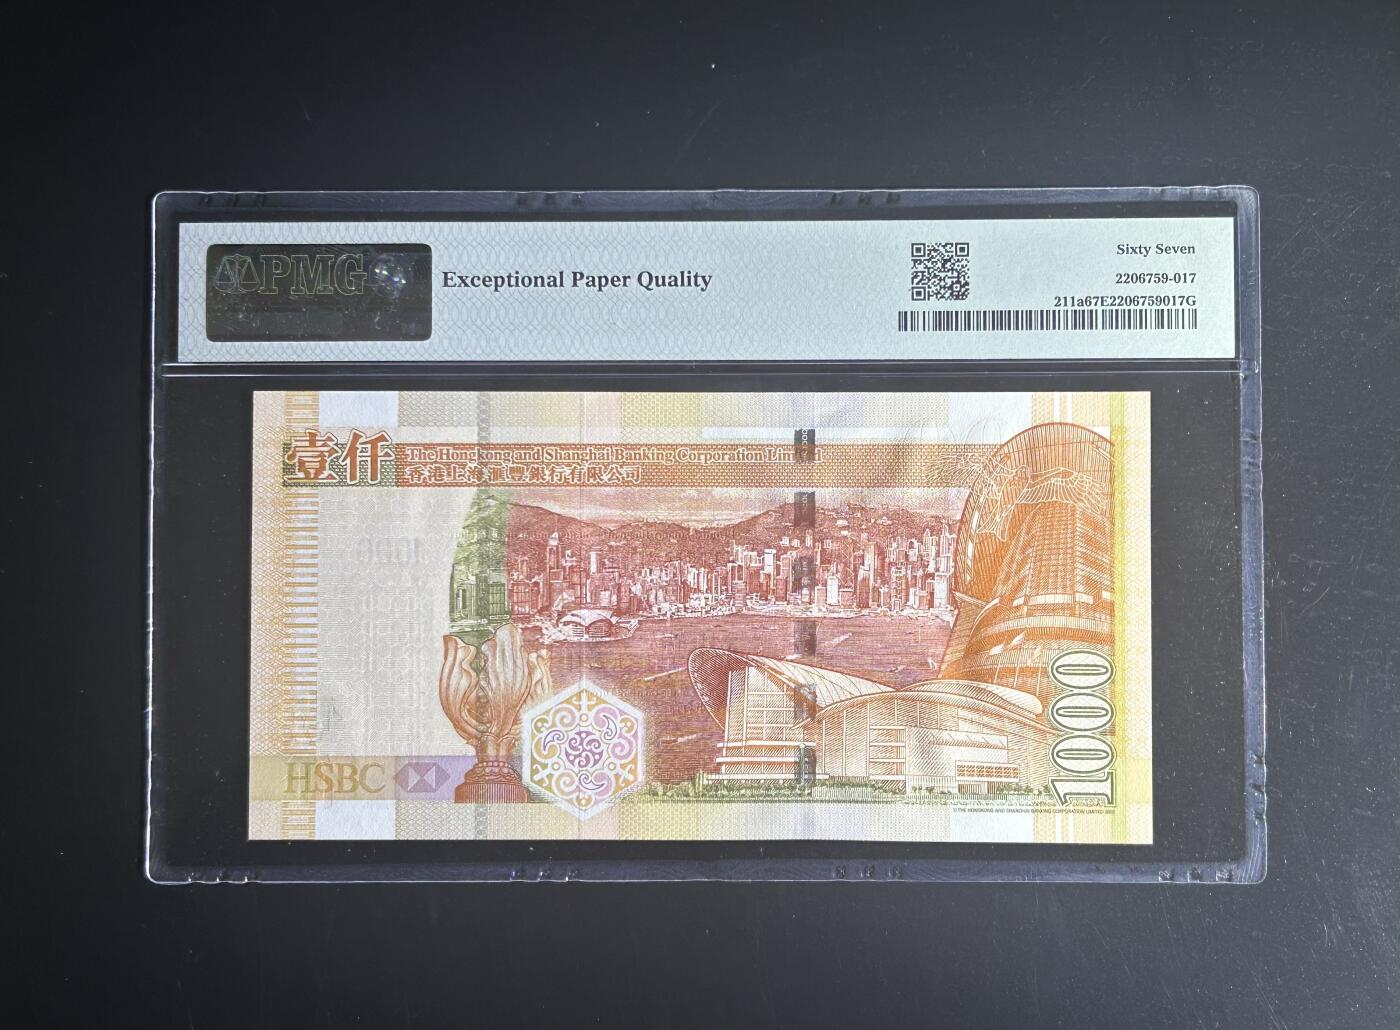 PMG
Exceptional Paper Quality
Sixty Seven
2206759-017
211a67E2206759017G
壹仟
The Hongkong and Shanghai Banking Corporation Limited
香港上海滙豐銀行有限公司
HSBC
1000